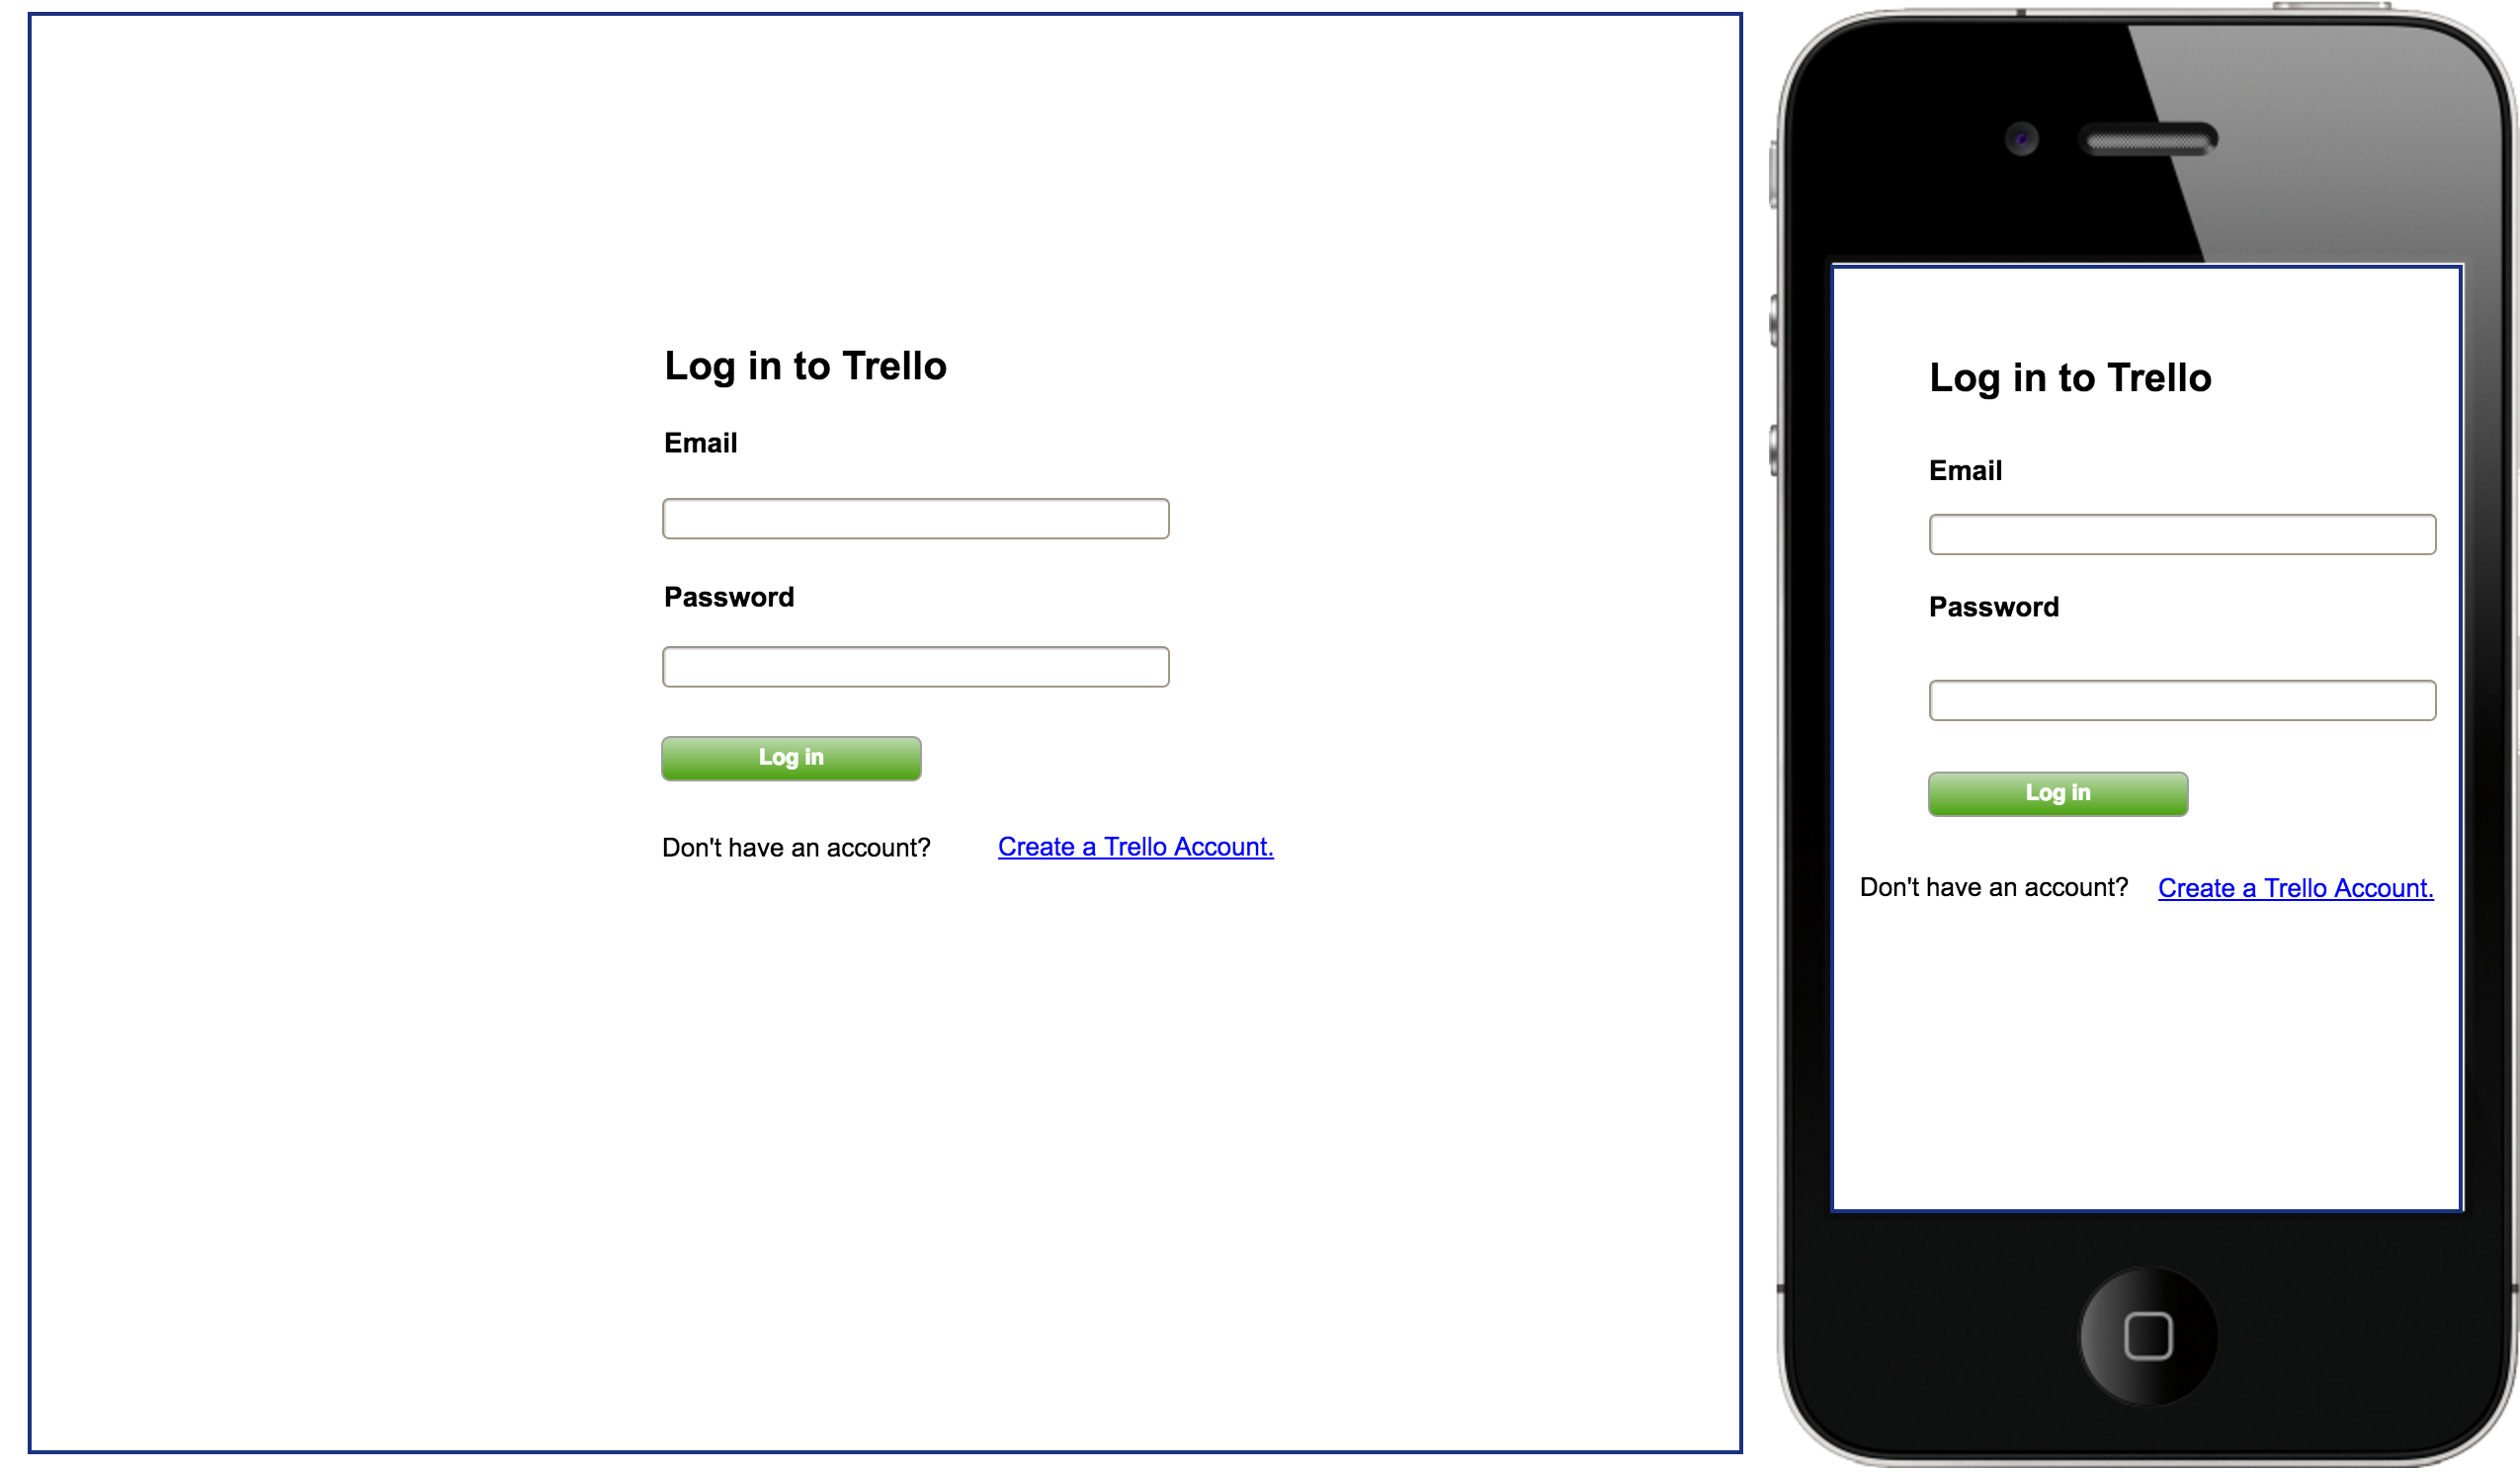 Log in to Trello
Email
Password
Log in
Don't have an account? Create a Trello Account.
Log in to Trello
Email
Password
Log in
Don't have an account? Create a Trello Account.